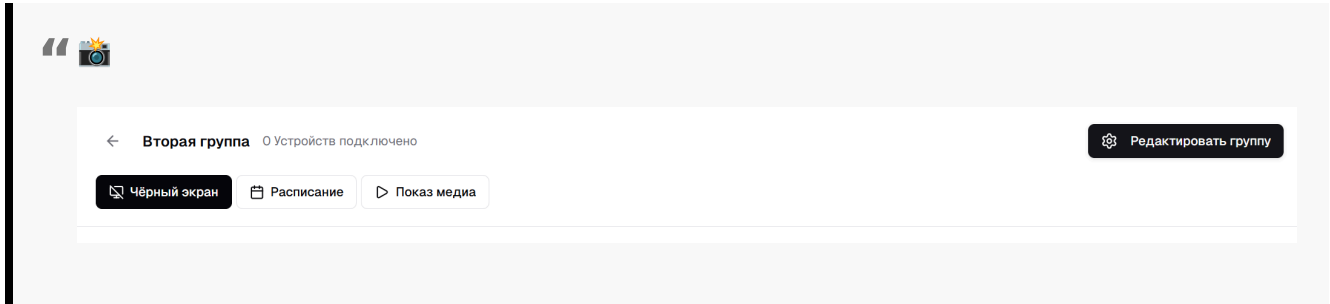 “ 📸
Вторая группа 0 Устройств подключено
Редактировать группу
Чёрный экран Расписание Показ медиа